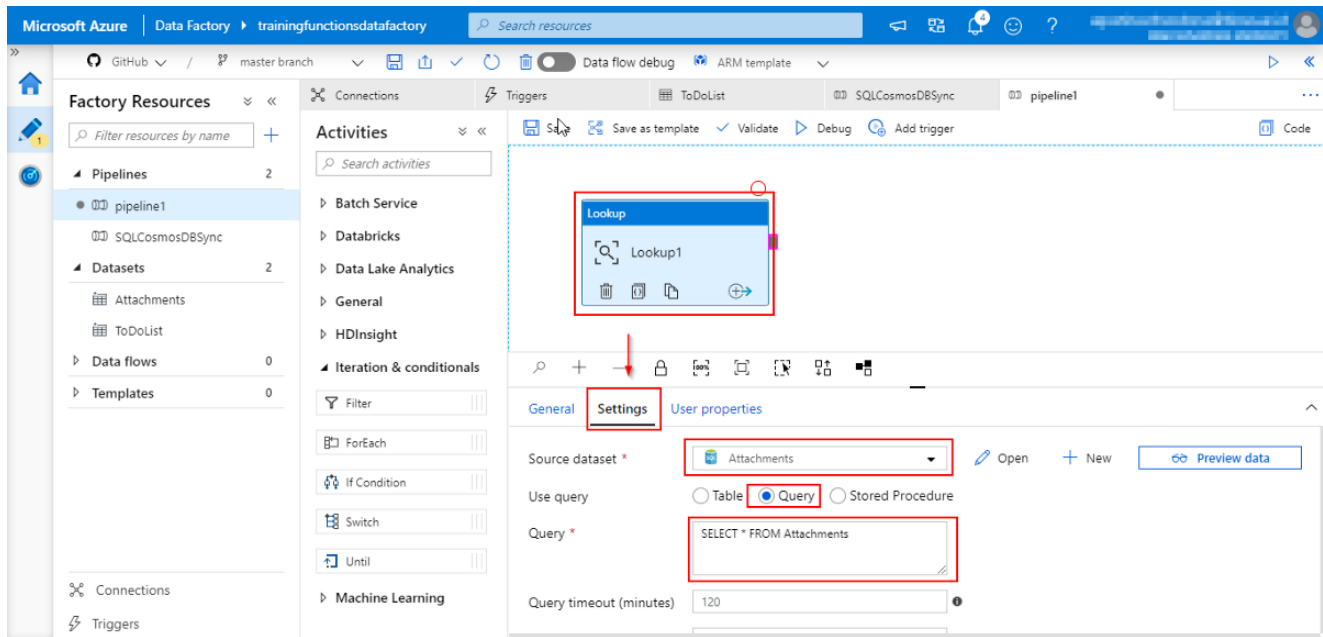 Microsoft Azure Data Factory trainingfunctionsdatafactory Search resources 4 ?
GitHub / master branch Data flow debug ARM template
Factory Resources
Filter resources by name
1
Pipelines 2
pipeline1
SQLCosmosDBSync
Datasets 2
Attachments
ToDoList
Data flows 0
Templates 0
Connections
Triggers
Connections Triggers ToDoList SQLCosmosDBSync pipeline1
Activities
Search activities
Batch Service
Databricks
Data Lake Analytics
General
HDInsight
Iteration & conditionals
Filter
ForEach
If Condition
Switch
Until
Machine Learning
Save Save as template Validate Debug Add trigger Code
Lookup
Lookup1
100%
General Settings User properties
Source dataset * Attachments Open New Preview data
Use query Table Query Stored Procedure
Query * SELECT * FROM Attachments
Query timeout (minutes) 120